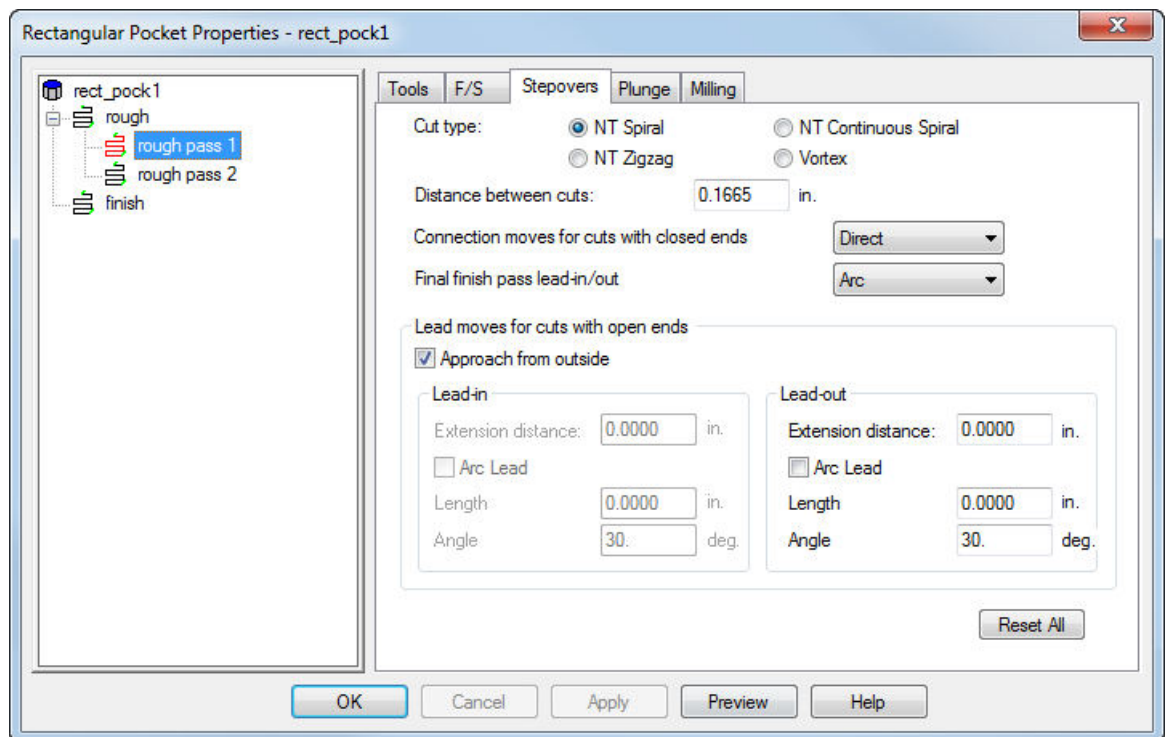 Rectangular Pocket Properties - rect_pock1
rect_pock1
rough
rough pass 1
rough pass 2
finish
Tools F/S Stepovers Plunge Milling
Cut type: NT Spiral NT Continuous Spiral
NT Zigzag Vortex
Distance between cuts: 0.1665 in.
Connection moves for cuts with closed ends Direct
Final finish pass lead-in/out Arc
Lead moves for cuts with open ends
Approach from outside
Lead-in
Extension distance: 0.0000 in.
Arc Lead
Length 0.0000 in.
Angle 30. deg.
Lead-out
Extension distance: 0.0000 in.
Arc Lead
Length 0.0000 in.
Angle 30. deg.
Reset All
OK Cancel Apply Preview Help